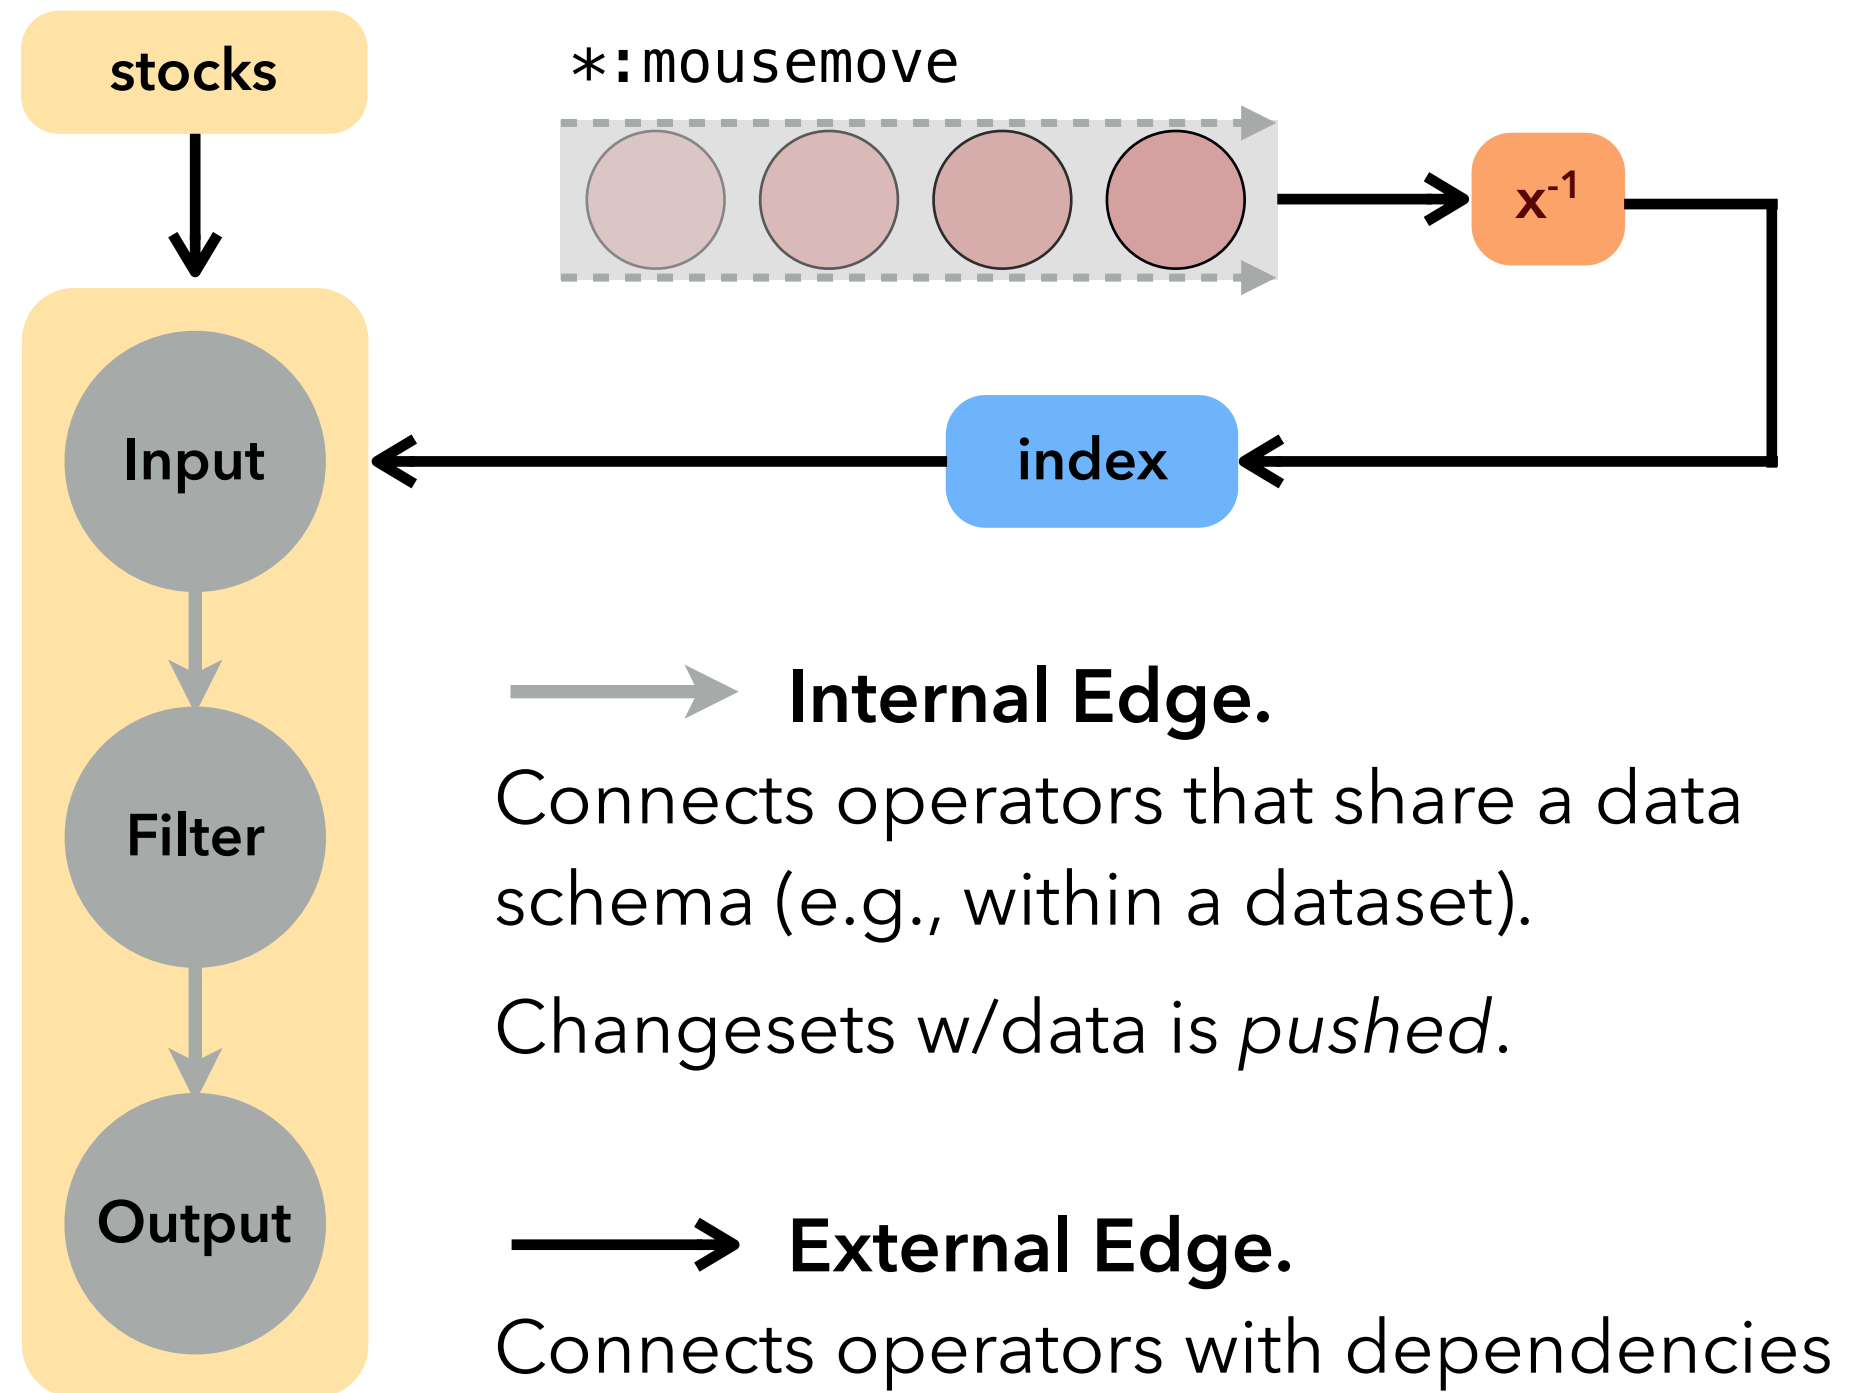 stocks
*:mousemove
x⁻¹
Input
index
Filter
Output
Internal Edge.
Connects operators that share a data
schema (e.g., within a dataset).
Changesets w/data is pushed.
External Edge.
Connects operators with dependencies